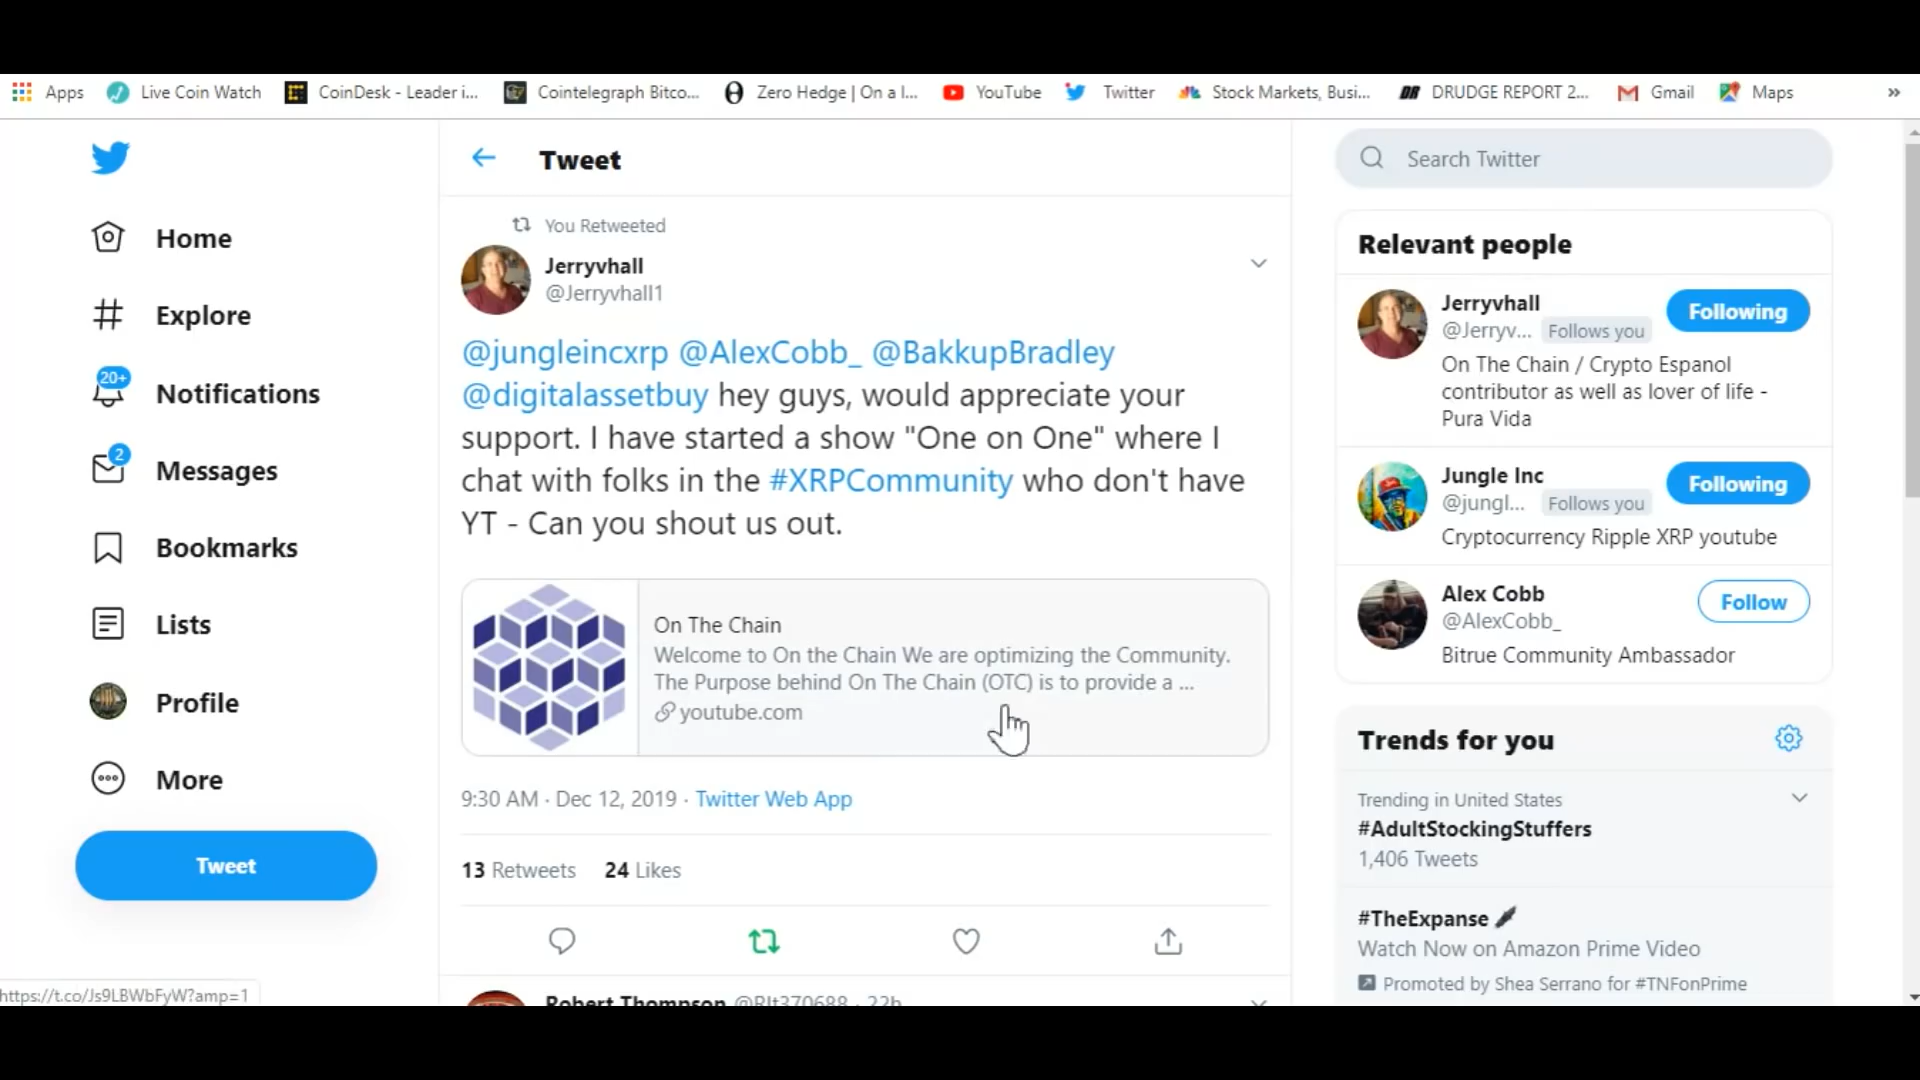 Apps
Live Coin Watch
CoinDesk - Leader i...
Cointelegraph Bitco...
Zero Hedge | On a l...
YouTube
Twitter
Stock Markets, Busi...
DRUDGE REPORT 2...
Gmail
Maps
»
Home
Explore
20+
Notifications
2
Messages
Bookmarks
Lists
Profile
More
Tweet
Tweet
You Retweeted
Jerryvhall
@Jerryvhall1
@jungleincxrp @AlexCobb_ @BakkupBradley
@digitalassetbuy hey guys, would appreciate your
support. I have started a show "One on One" where I
chat with folks in the #XRPCommunity who don't have
YT - Can you shout us out.
On The Chain
Welcome to On the Chain We are optimizing the Community.
The Purpose behind On The Chain (OTC) is to provide a ...
youtube.com
9:30 AM · Dec 12, 2019 · Twitter Web App
13 Retweets 24 Likes
Robert Thompson @Rlt370688 · 22h
Search Twitter
Relevant people
Jerryvhall
Following
@Jerryv... Follows you
On The Chain / Crypto Espanol
contributor as well as lover of life -
Pura Vida
Jungle Inc
Following
@jungl... Follows you
Cryptocurrency Ripple XRP youtube
Alex Cobb
Follow
@AlexCobb_
Bitrue Community Ambassador
Trends for you
Trending in United States
#AdultStockingStuffers
1,406 Tweets
#TheExpanse
Watch Now on Amazon Prime Video
Promoted by Shea Serrano for #TNFonPrime
https://t.co/Js9LBWbFyW?amp=1